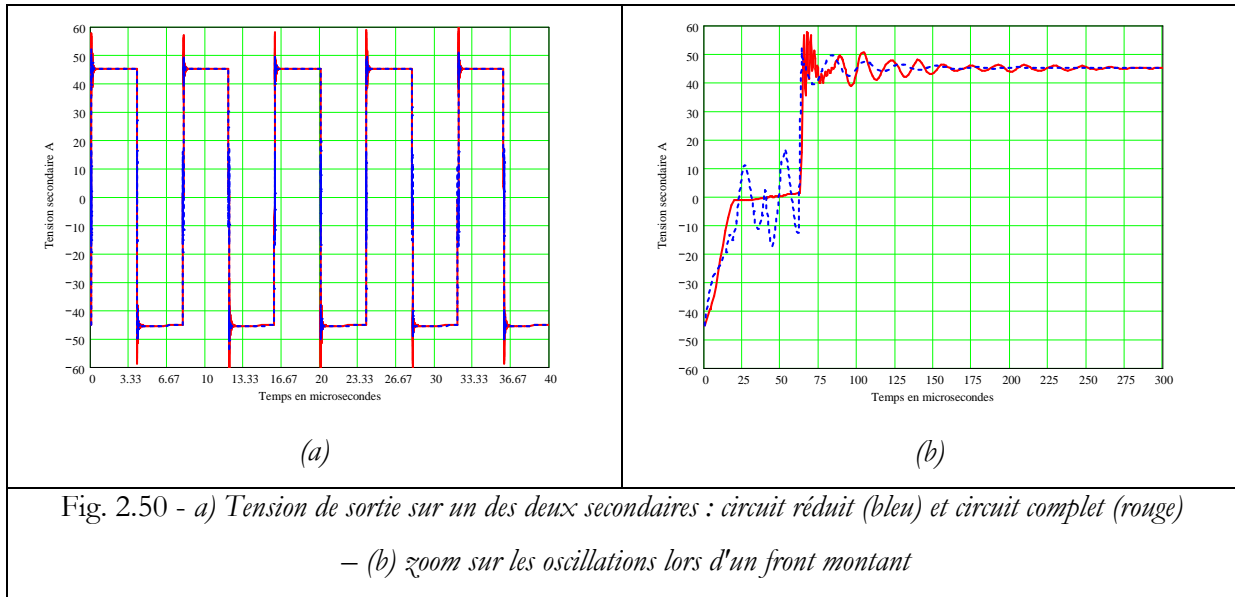 60
50
40
30
20
10
0
−10
−20
−30
−40
−50
−60
Tension secondaire A
0 3.33 6.67 10 13.33 16.67 20 23.33 26.67 30 33.33 36.67 40
Temps en microsecondes
(a)
60
50
40
30
20
10
0
−10
−20
−30
−40
−50
−60
Tension secondaire A
0 25 50 75 100 125 150 175 200 225 250 275 300
Temps en microsecondes
(b)
Fig. 2.50 - a) Tension de sortie sur un des deux secondaires : circuit réduit (bleu) et circuit complet (rouge)
– (b) zoom sur les oscillations lors d'un front montant